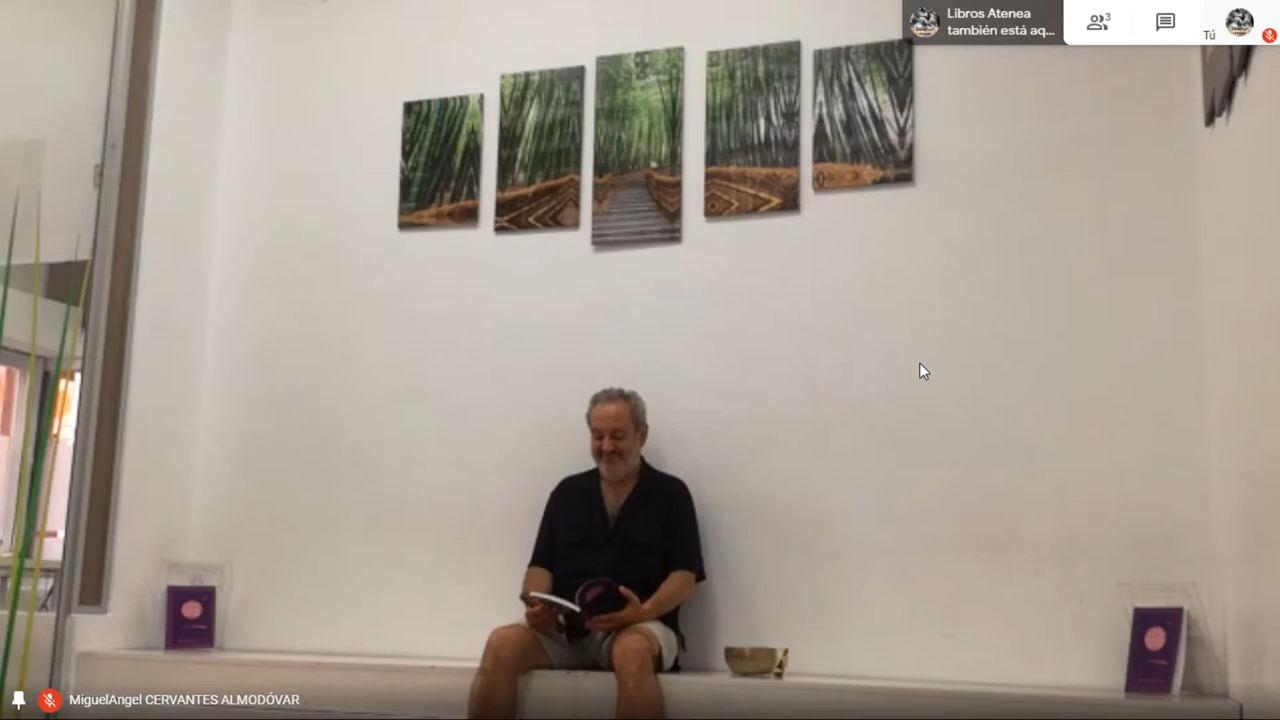 Libros Atenea
también está aq...
3
Tú
MiguelAngel CERVANTES ALMODÓVAR